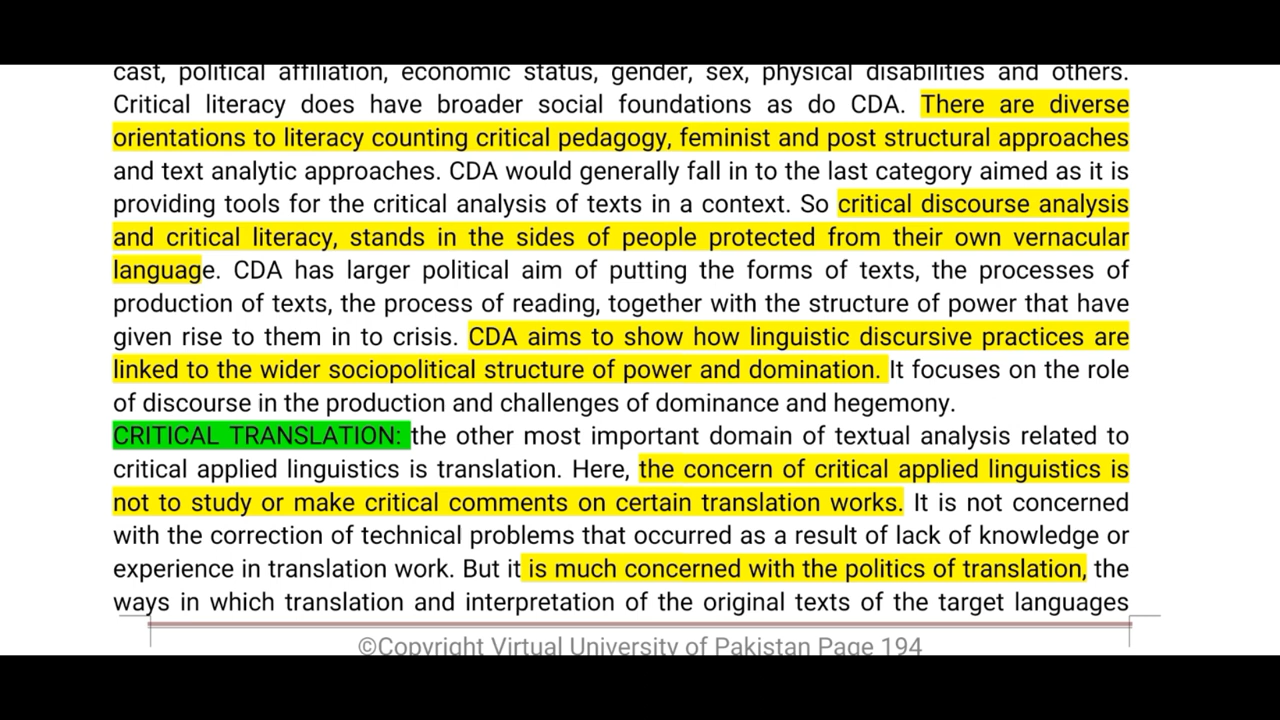 cast, political affiliation, economic status, gender, sex, physical disabilities and others.
Critical literacy does have broader social foundations as do CDA. There are diverse
orientations to literacy counting critical pedagogy, feminist and post structural approaches
and text analytic approaches. CDA would generally fall in to the last category aimed as it is
providing tools for the critical analysis of texts in a context. So critical discourse analysis
and critical literacy, stands in the sides of people protected from their own vernacular
language. CDA has larger political aim of putting the forms of texts, the processes of
production of texts, the process of reading, together with the structure of power that have
given rise to them in to crisis. CDA aims to show how linguistic discursive practices are
linked to the wider sociopolitical structure of power and domination. It focuses on the role
of discourse in the production and challenges of dominance and hegemony.
CRITICAL TRANSLATION: the other most important domain of textual analysis related to
critical applied linguistics is translation. Here, the concern of critical applied linguistics is
not to study or make critical comments on certain translation works. It is not concerned
with the correction of technical problems that occurred as a result of lack of knowledge or
experience in translation work. But it is much concerned with the politics of translation, the
ways in which translation and interpretation of the original texts of the target languages
©Copyright Virtual University of Pakistan Page 194